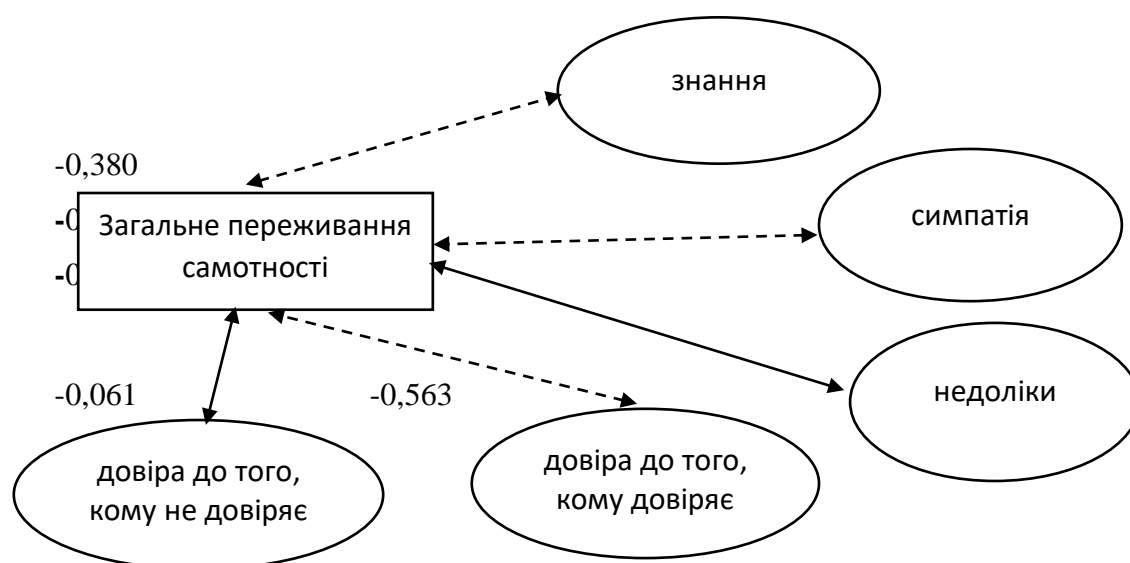 знання
-0,380
Загальне переживання
самотності
симпатія
недоліки
-0,061
-0,563
довіра до того,
кому не довіряє
довіра до того,
кому довіряє